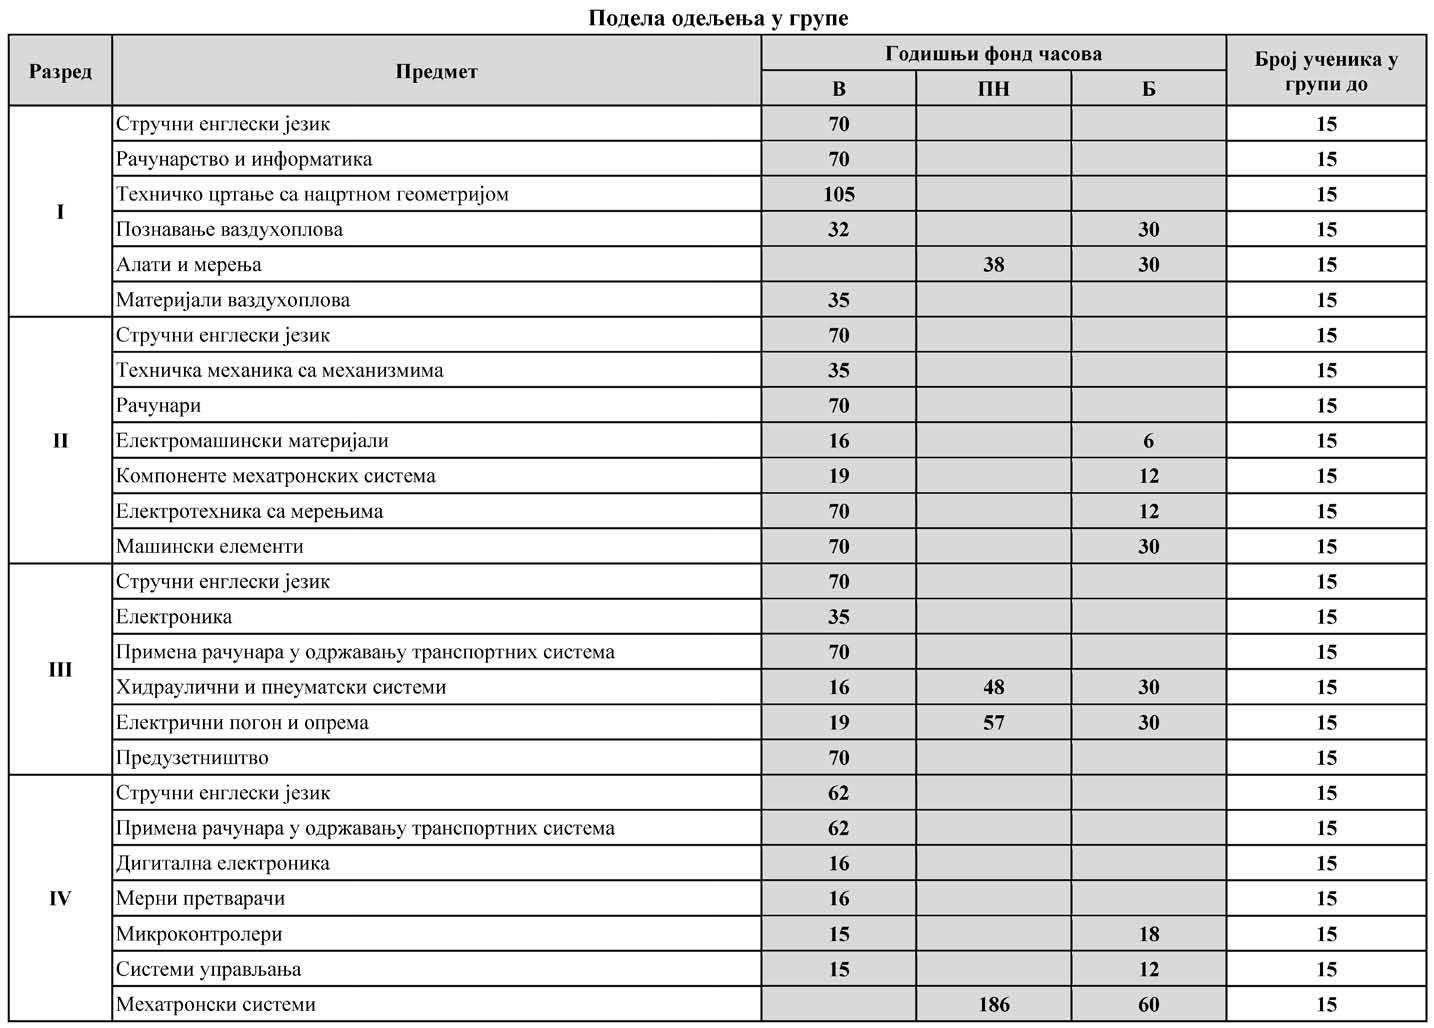 Подела одељења у групе
Разред Предмет Годишњи фонд часова Број ученика у групи до
В ПН Б
I
Стручни енглески језик 70 15
Рачунарство и информатика 70 15
Техничко цртање са нацртном геометријом 105 15
Познавање ваздухоплова 32 30 15
Алати и мерења 38 30 15
Материјали ваздухоплова 35 15
II
Стручни енглески језик 70 15
Техничка механика са механизмима 35 15
Рачунари 70 15
Електромашински материјали 16 6 15
Компоненте мехатронских система 19 12 15
Електротехника са мерењима 70 12 15
Машински елементи 70 30 15
III
Стручни енглески језик 70 15
Електроника 35 15
Примена рачунара у одржавању транспортних система 70 15
Хидраулични и пнеуматски системи 16 48 30 15
Електрични погон и опрема 19 57 30 15
Предузетништво 70 15
IV
Стручни енглески језик 62 15
Примена рачунара у одржавању транспортних система 62 15
Дигитална електроника 16 15
Мерни претварачи 16 15
Микроконтролери 15 18 15
Системи управљања 15 12 15
Мехатронски системи 186 60 15